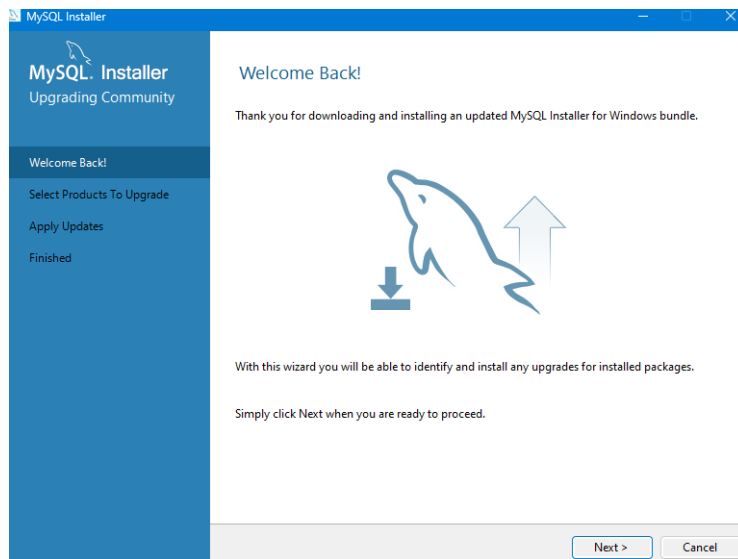 MySQL Installer
MySQL. Installer
Upgrading Community
Welcome Back!
Select Products To Upgrade
Apply Updates
Finished
Welcome Back!
Thank you for downloading and installing an updated MySQL Installer for Windows bundle.
With this wizard you will be able to identify and install any upgrades for installed packages.
Simply click Next when you are ready to proceed.
Next >
Cancel